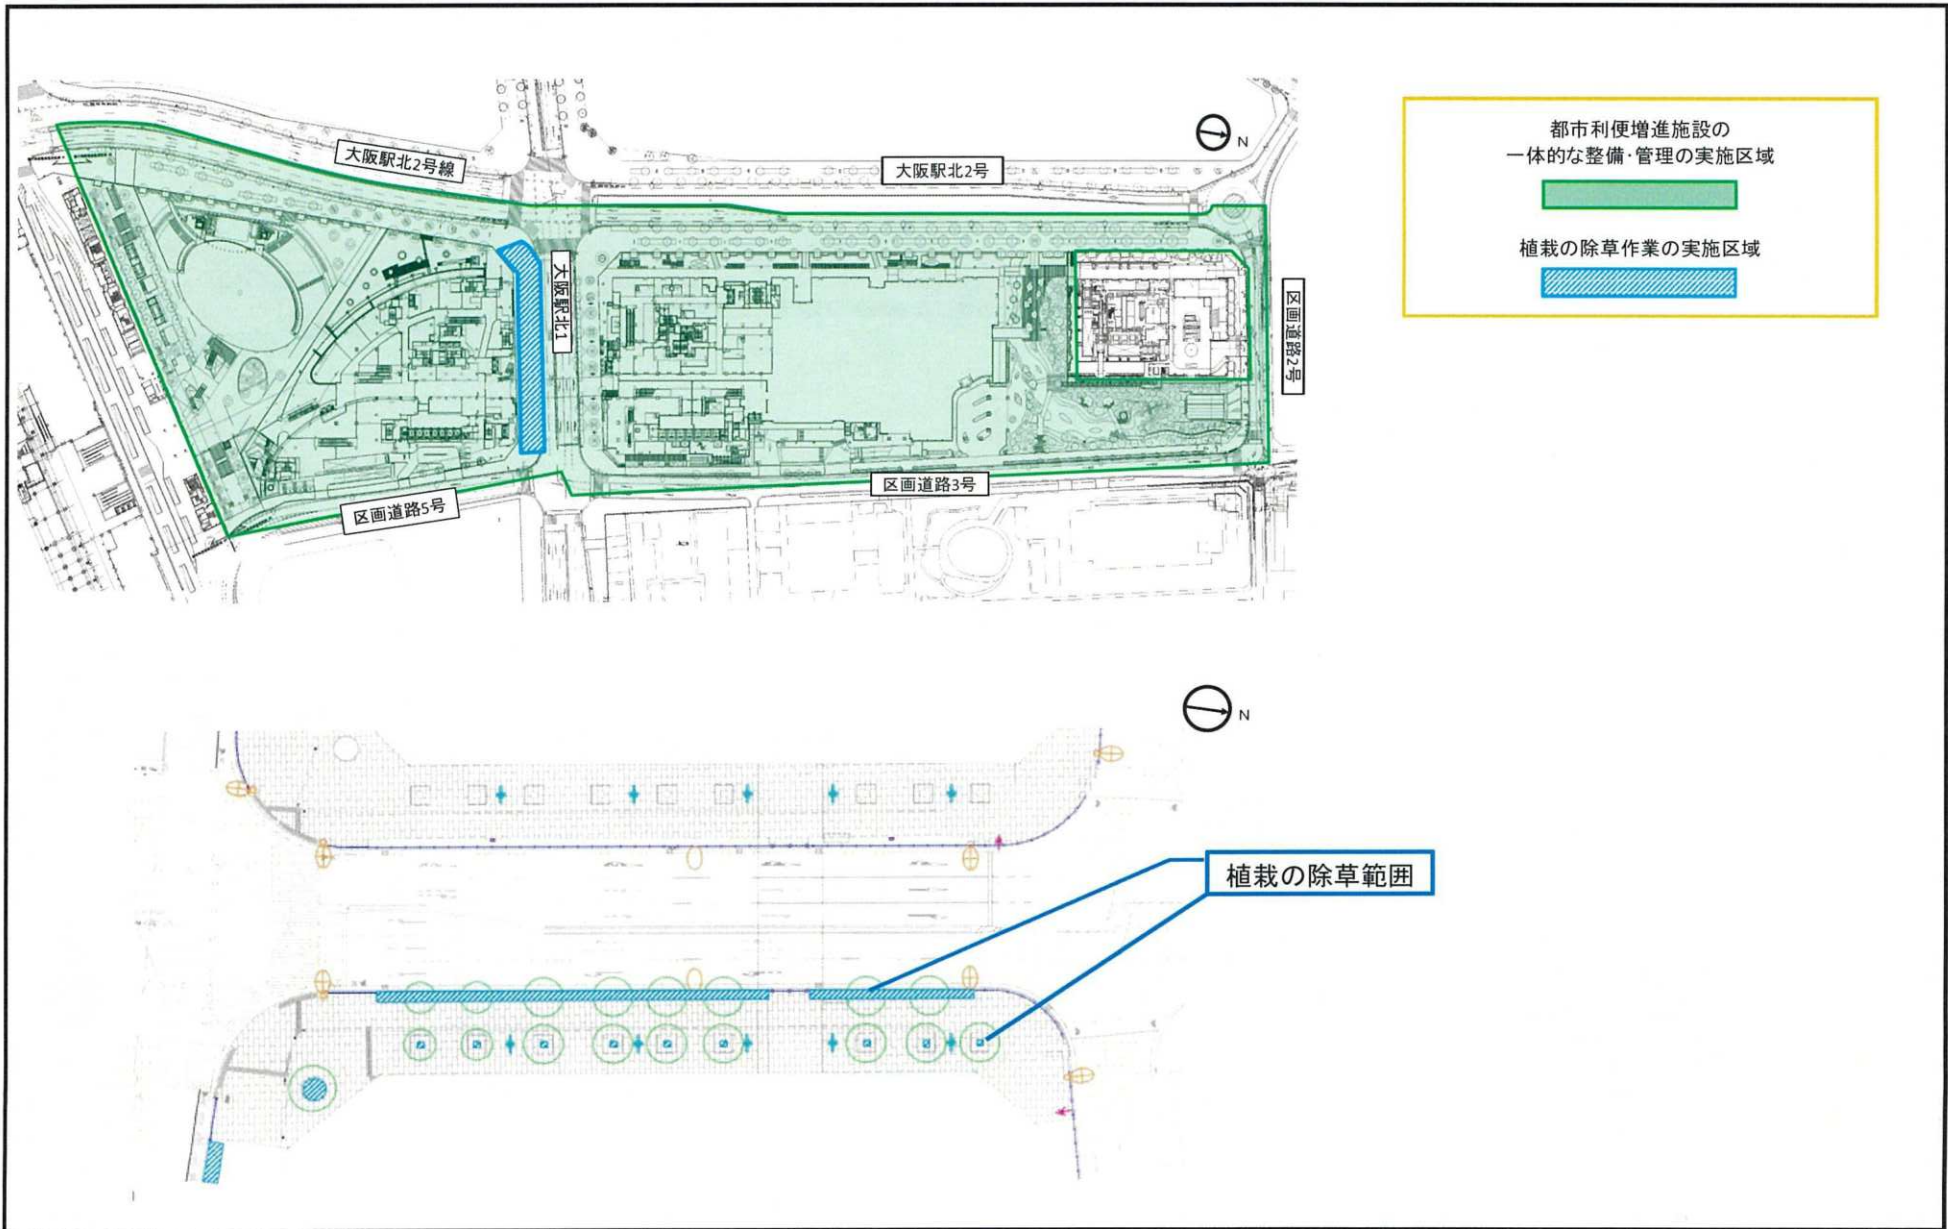 大阪駅北2号線
大阪駅北2号
N
都市利便増進施設の
一体的な整備・管理の実施区域
植栽の除草作業の実施区域
大阪駅北1
区画道路2号
区画道路3号
区画道路5号
N
植栽の除草範囲